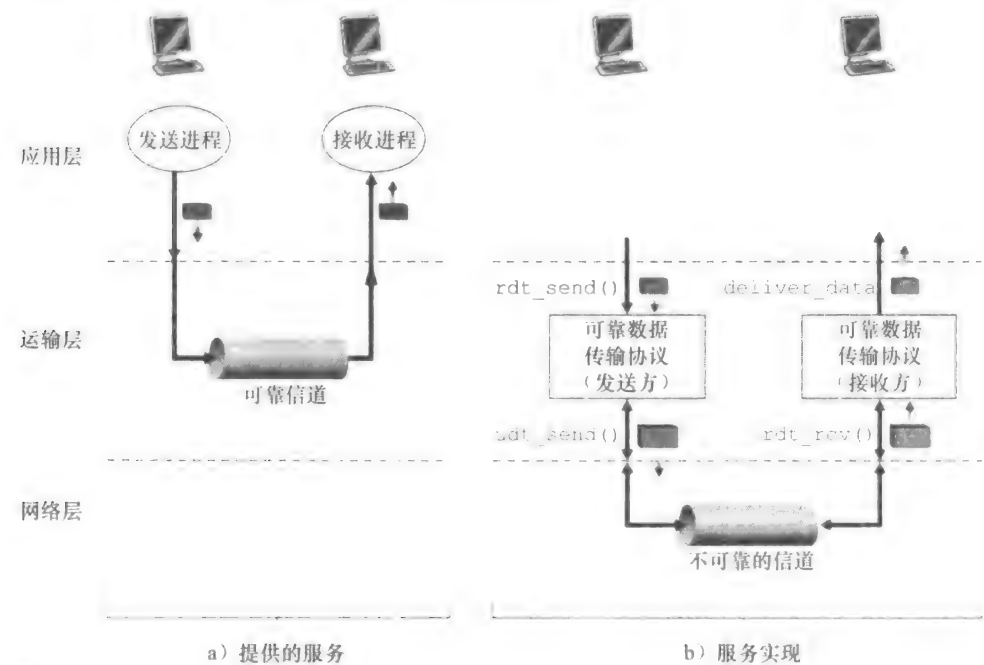 发送进程
接收进程
应用层
rdt_send()
deliver_data
运输层
可靠信道
可靠数据
传输协议
（发送方）
可靠数据
传输协议
（接收方）
udt_send()
rdt_rcv()
网络层
不可靠的信道
a）提供的服务
b）服务实现